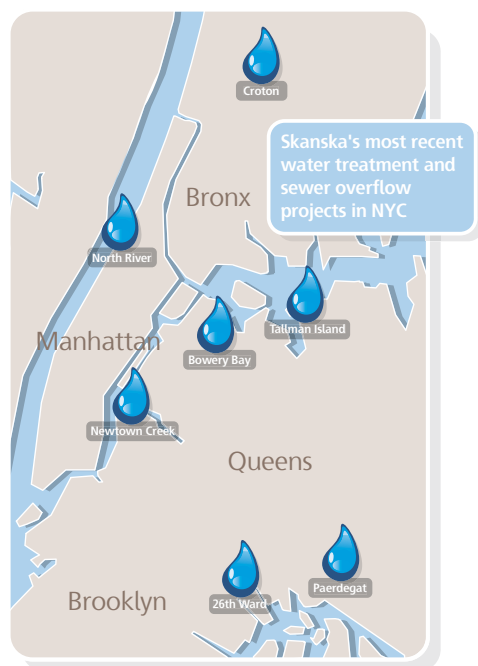 Croton
Skanska's most recent
water treatment and
sewer overflow
projects in NYC
Bronx
North River
Tallman Island
Manhattan
Bowery Bay
Newtown Creek
Queens
Paerdegat
26th Ward
Brooklyn